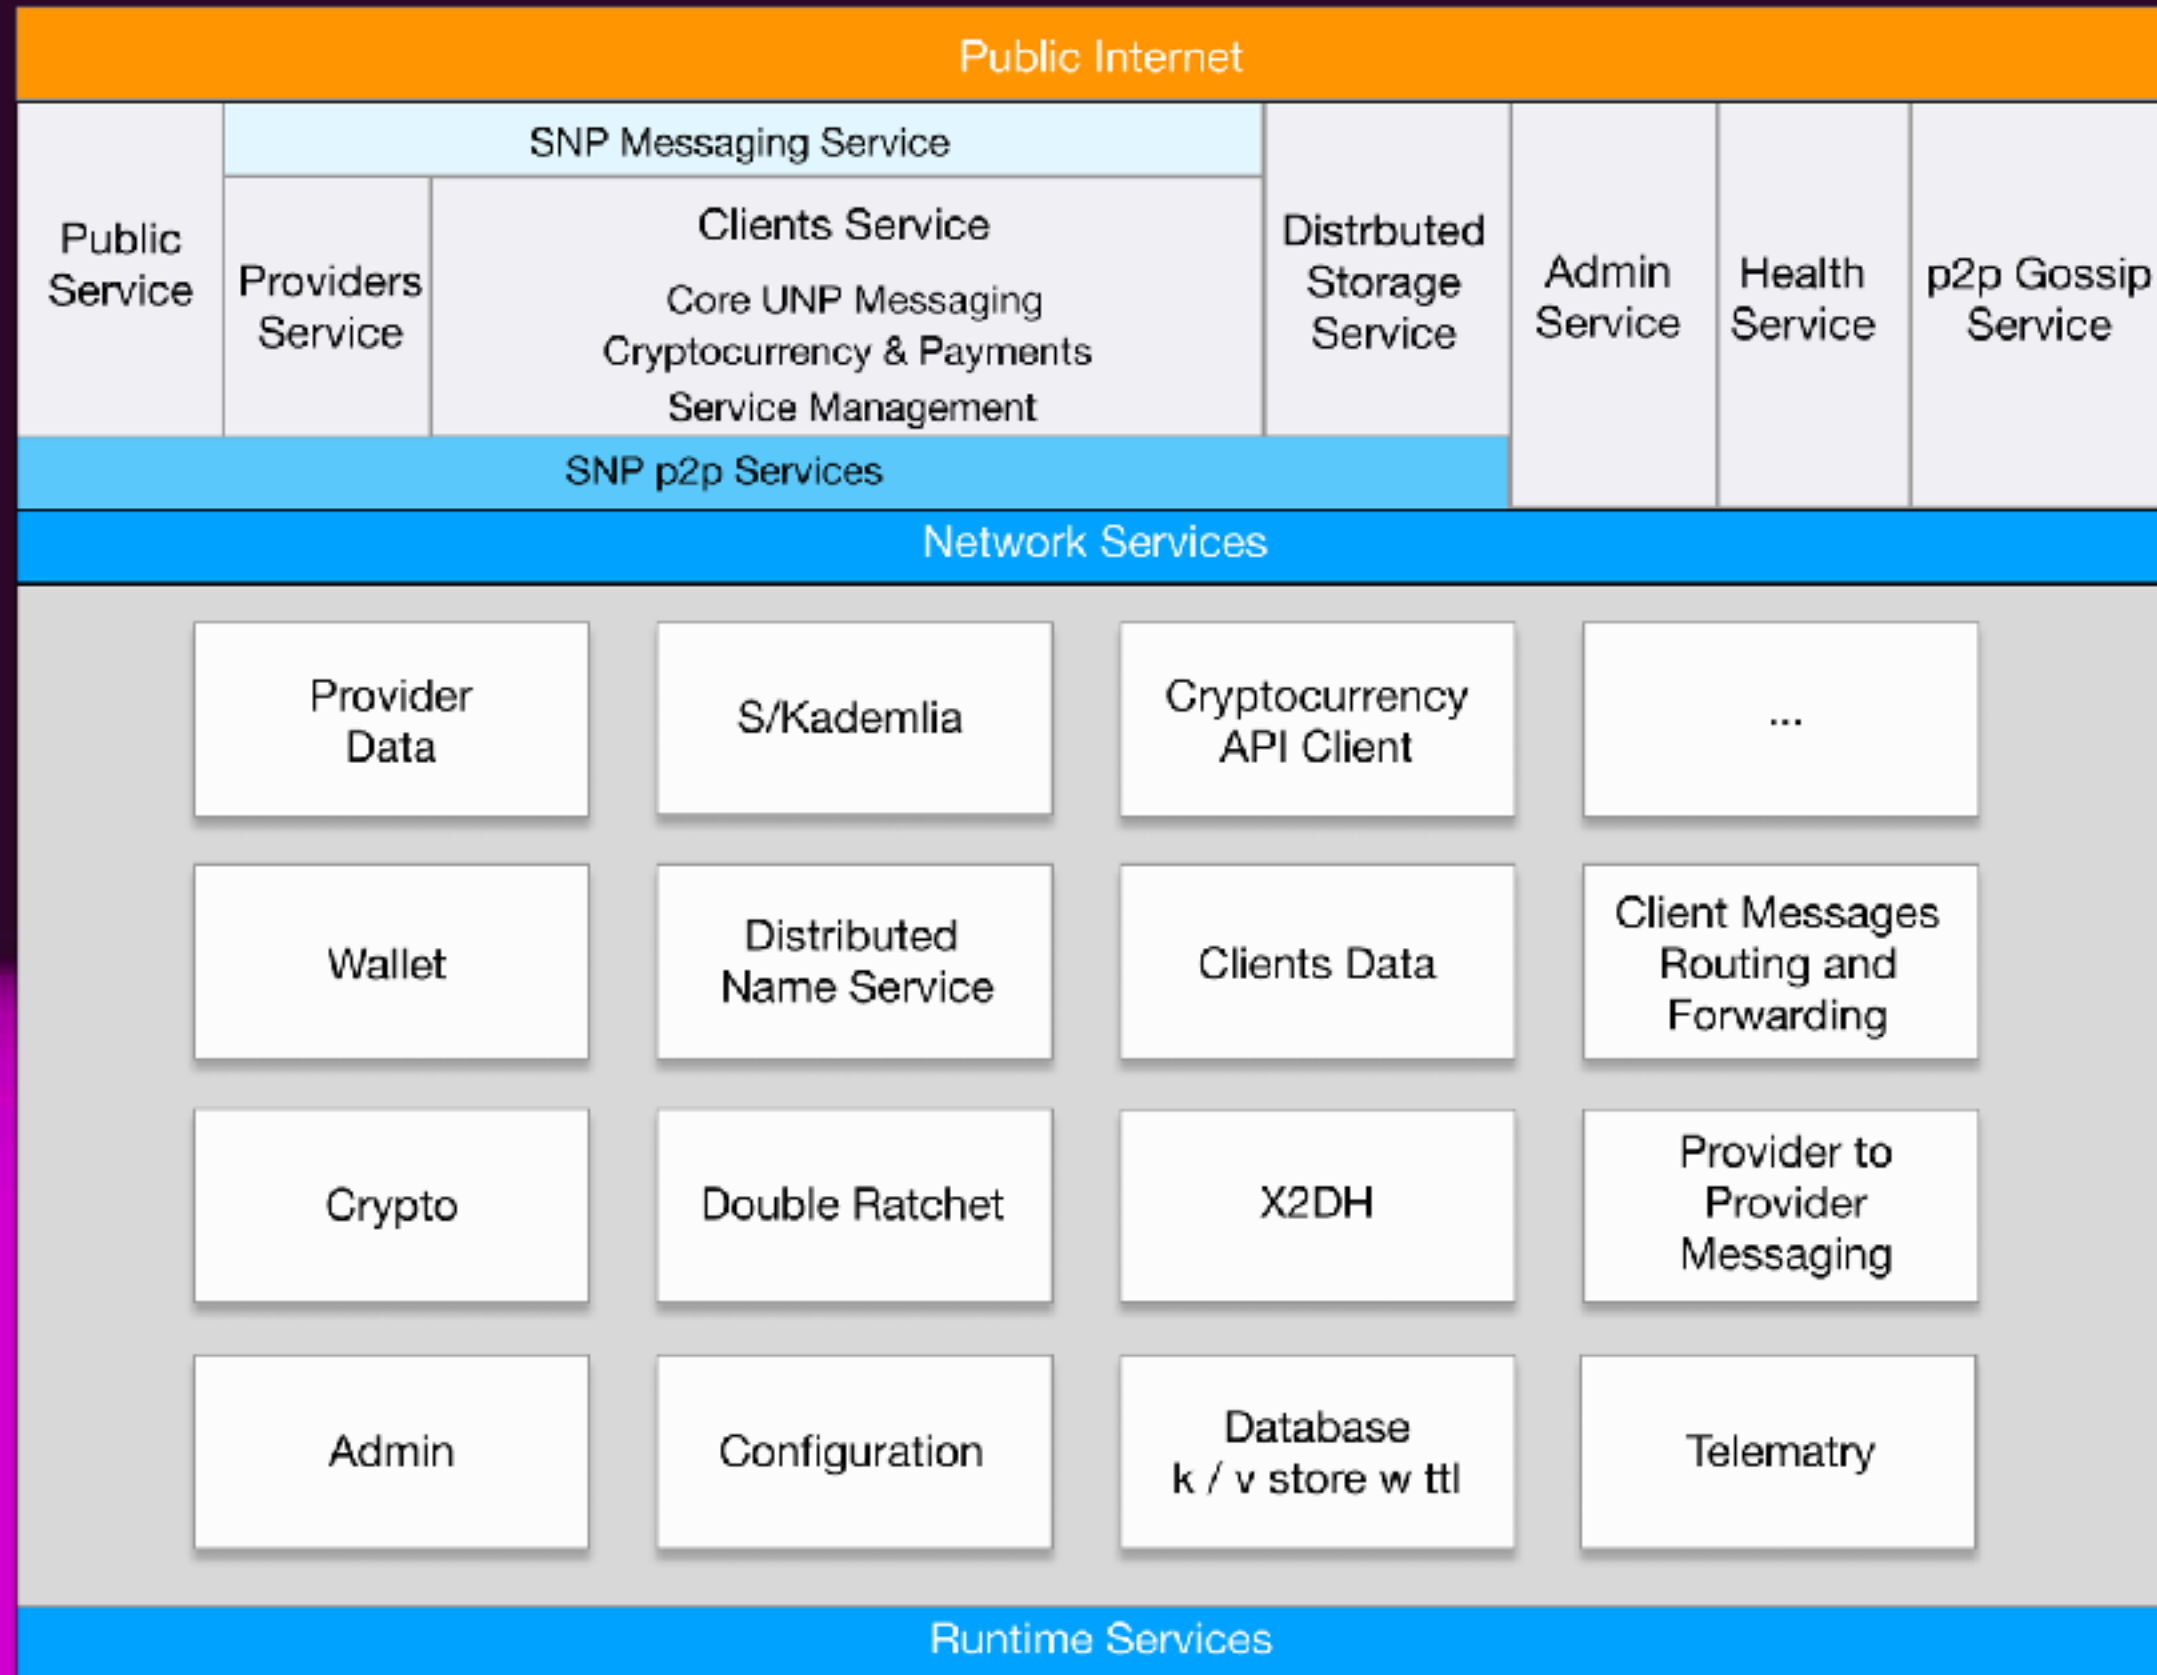 Public Internet
SNP Messaging Service
Public
Service
Providers
Service
Clients Service
Core UNP Messaging
Cryptocurrency & Payments
Service Management
Distrbuted
Storage
Service
Admin
Service
Health
Service
p2p Gossip
Service
SNP p2p Services
Network Services
Provider
Data
S/Kademlia
Cryptocurrency
API Client
...
Wallet
Distributed
Name Service
Clients Data
Client Messages
Routing and
Forwarding
Crypto
Double Ratchet
X2DH
Provider to
Provider
Messaging
Admin
Configuration
Database
k / v store w ttl
Telematry
Runtime Services